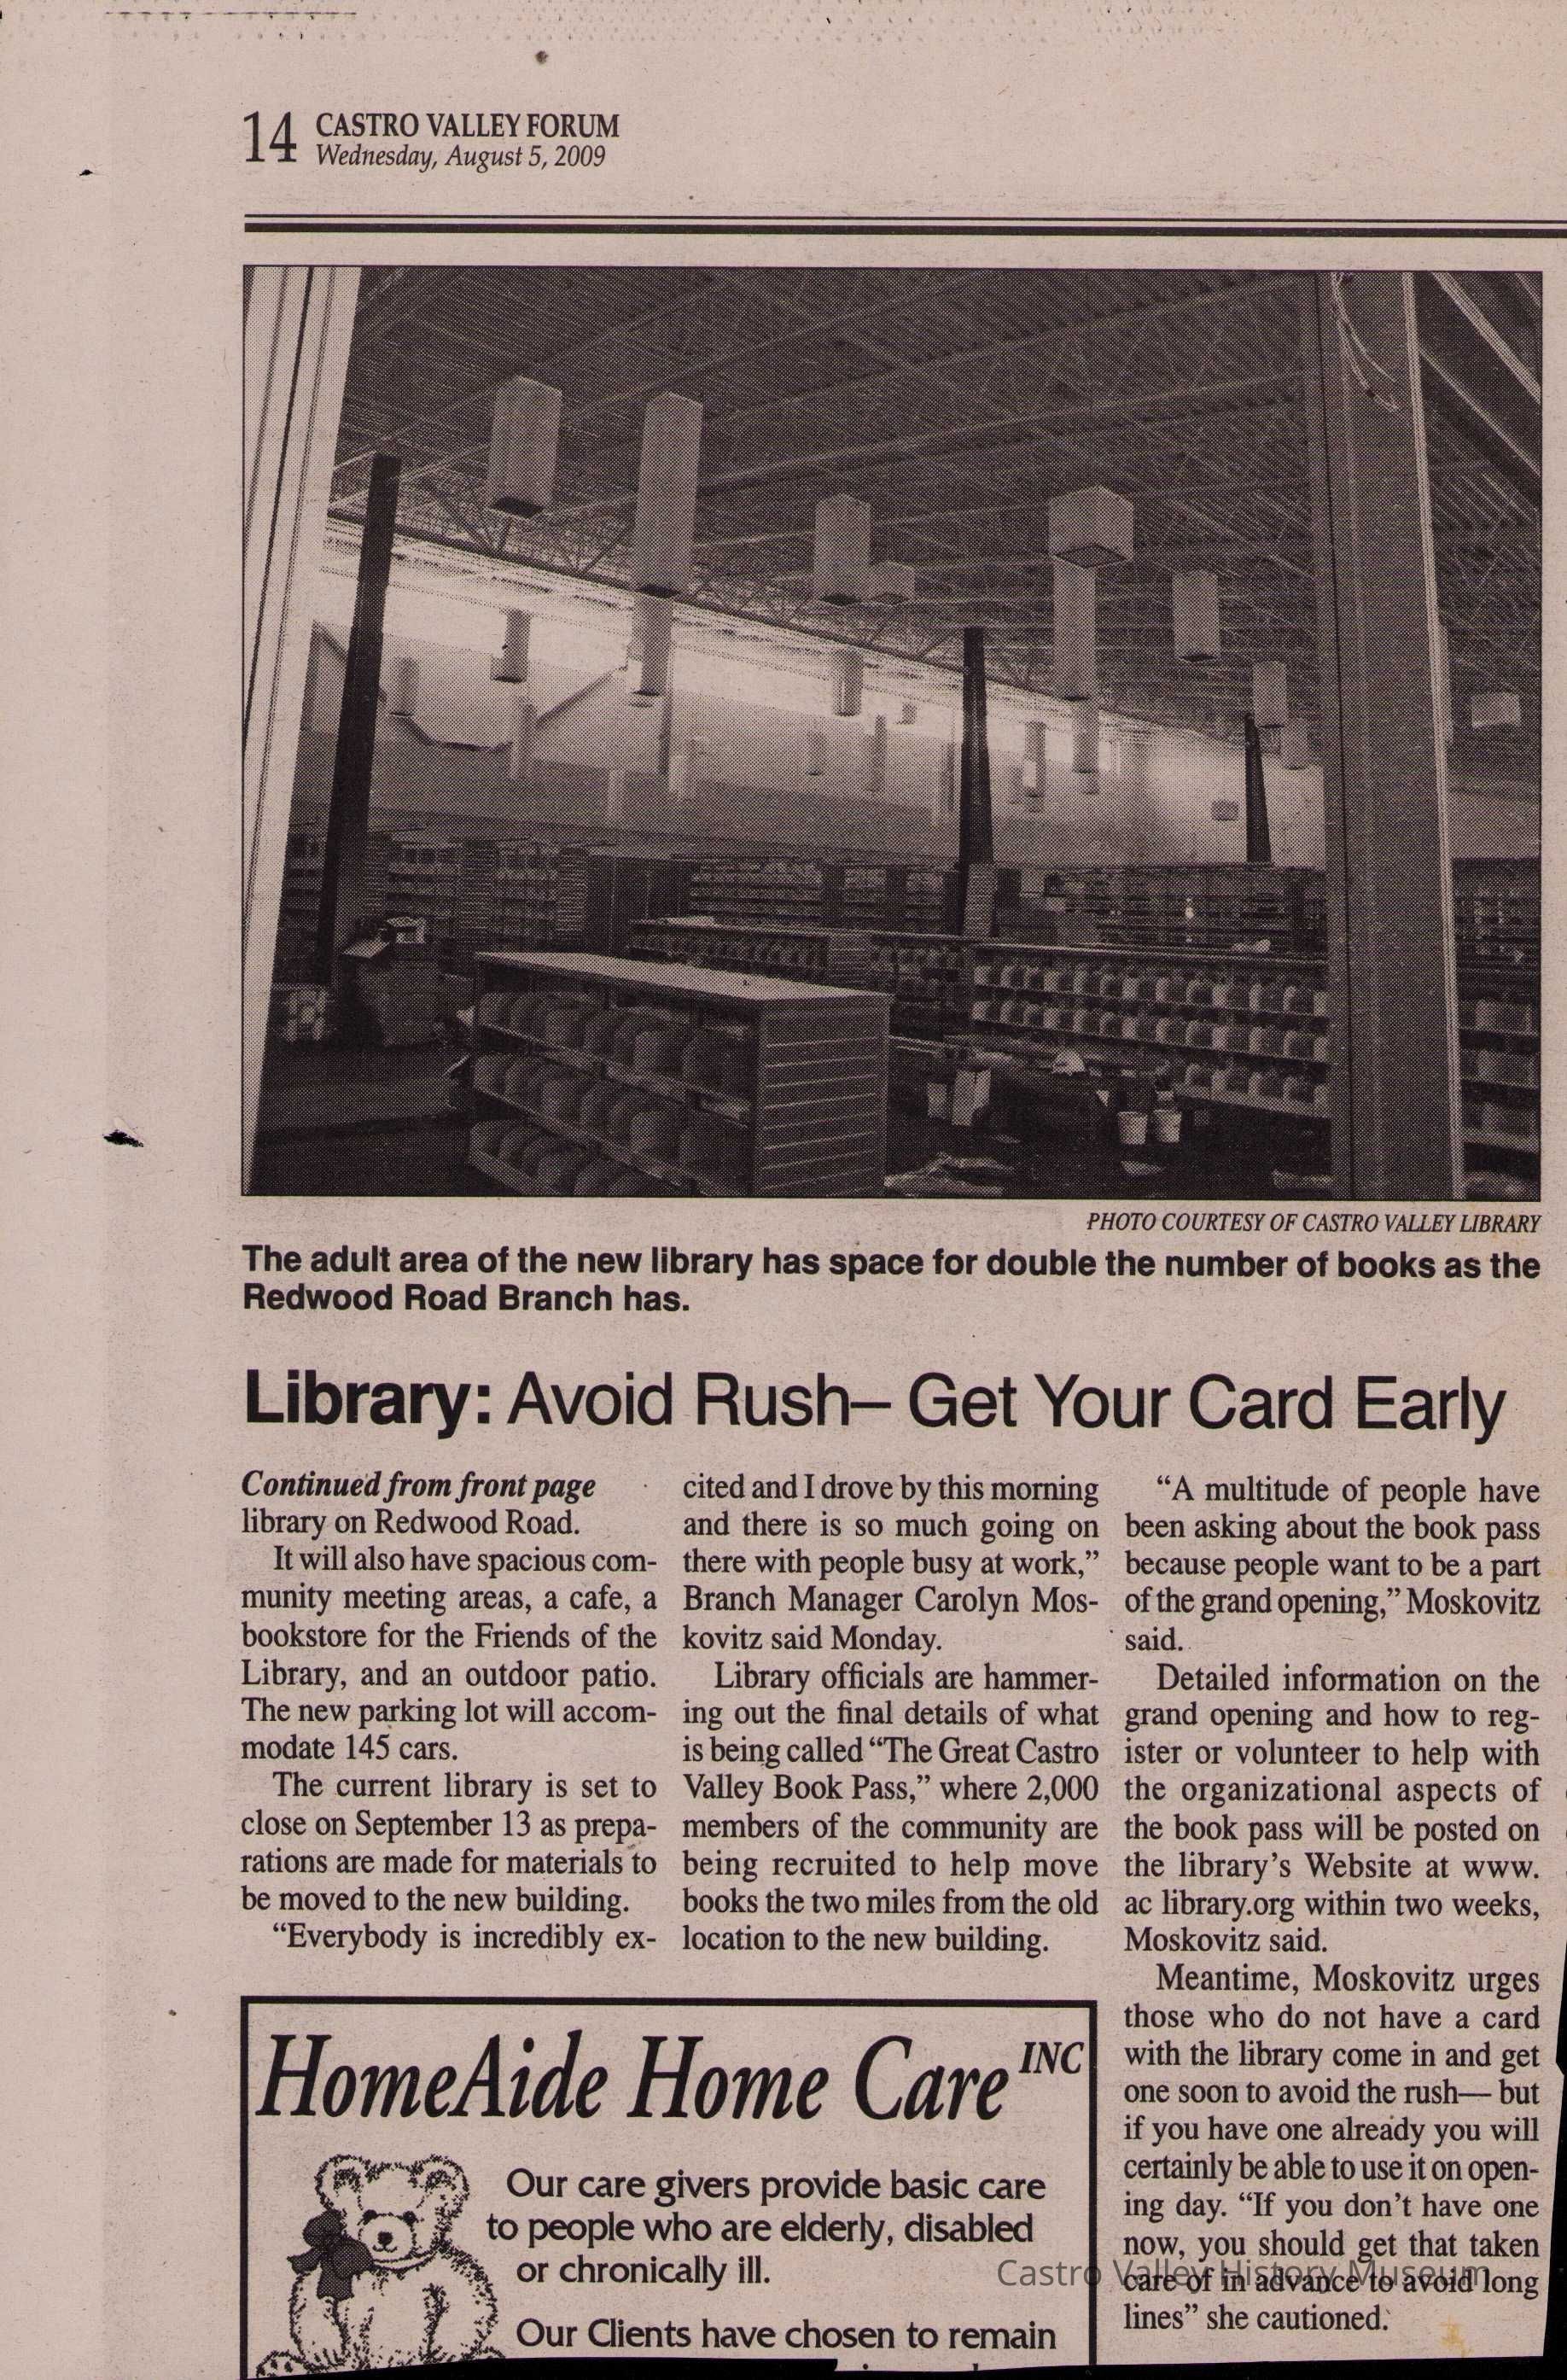 14
CASTRO VALLEY FORUM
Wednesday, August 5, 2009
PHOTO COURTESY OF CASTRO VALLEY LIBRARY
The adult area of the new library has space for double the number of books as the
Redwood Road Branch has.
Library: Avoid Rush– Get Your Card Early
Continued from front page
library on Redwood Road.
It will also have spacious com-
munity meeting areas, a cafe, a
bookstore for the Friends of the
Library, and an outdoor patio.
The new parking lot will accom-
modate 145 cars.
The current library is set to
close on September 13 as prepa-
rations are made for materials to
be moved to the new building.
“Everybody is incredibly ex-
cited and I drove by this morning
and there is so much going on
there with people busy at work,”
Branch Manager Carolyn Mos-
kovitz said Monday.
Library officials are hammer-
ing out the final details of what
is being called “The Great Castro
Valley Book Pass,” where 2,000
members of the community are
being recruited to help move
books the two miles from the old
location to the new building.
“A multitude of people have
been asking about the book pass
because people want to be a part
of the grand opening,” Moskovitz
said.
Detailed information on the
grand opening and how to reg-
ister or volunteer to help with
the organizational aspects of
the book pass will be posted on
the library’s Website at www.
ac library.org within two weeks,
Moskovitz said.
Meantime, Moskovitz urges
those who do not have a card
with the library come in and get
one soon to avoid the rush— but
if you have one already you will
certainly be able to use it on open-
ing day. “If you don’t have one
now, you should get that taken
care of in advance to avoid long
lines” she cautioned.
HomeAide Home Care INC
Our care givers provide basic care
to people who are elderly, disabled
or chronically ill.
Our Clients have chosen to remain
Castro Valley History Museum